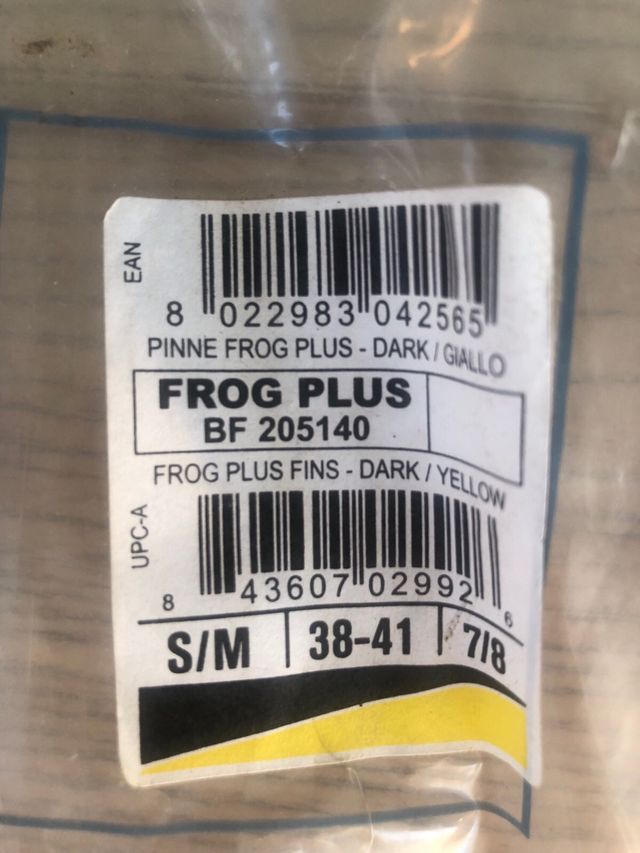 EAN
8 022983 042565
PINNE FROG PLUS - DARK / GIALLO
FROG PLUS
BF 205140
FROG PLUS FINS - DARK / YELLOW
UPC-A
8 43607 02992 6
S/M 38-41 7/8